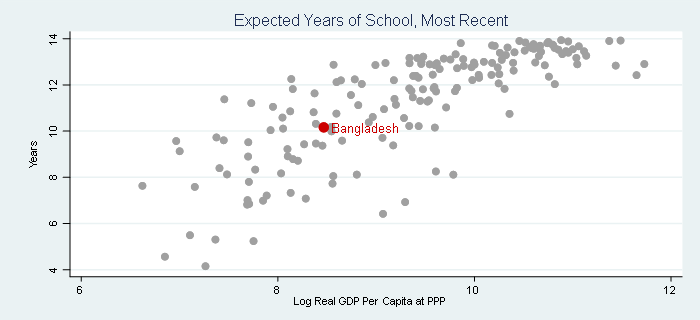 Expected Years of School, Most Recent
14
12
10
8
6
4
Years
Bangladesh
6 8 10 12
Log Real GDP Per Capita at PPP